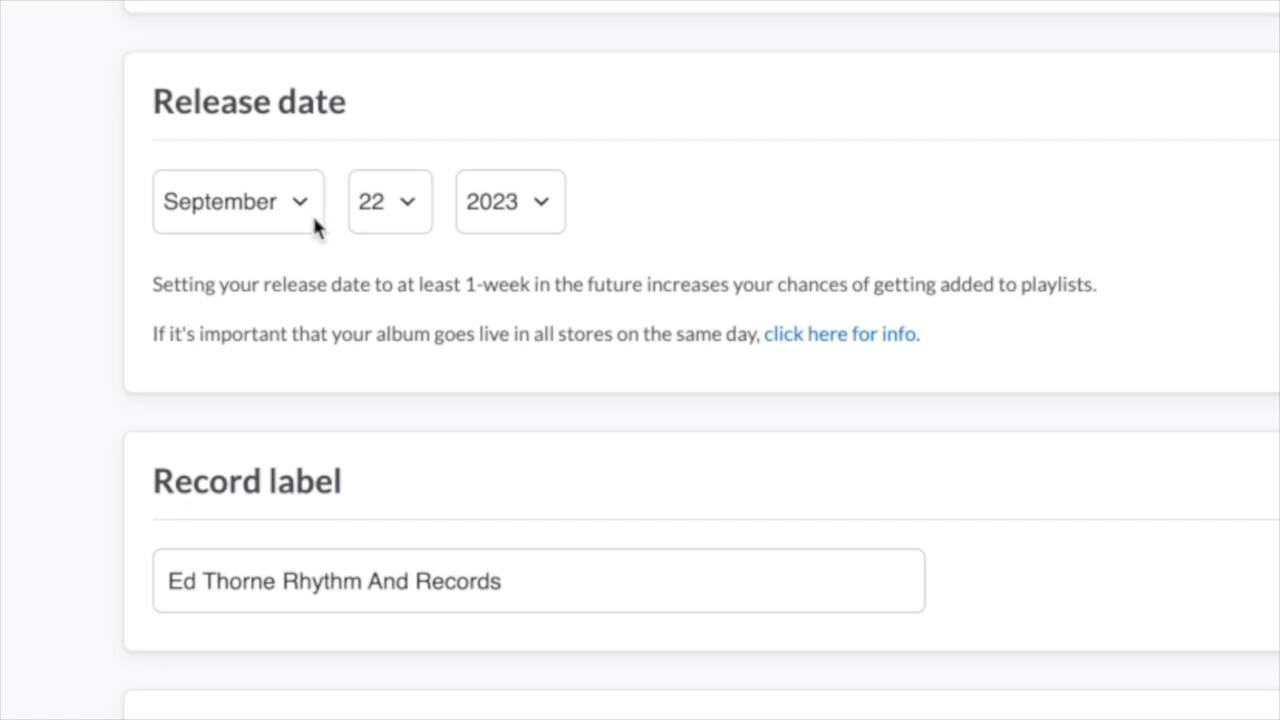 Release date
September 22 2023
Setting your release date to at least 1-week in the future increases your chances of getting added to playlists.
If it's important that your album goes live in all stores on the same day, click here for info.
Record label
Ed Thorne Rhythm And Records